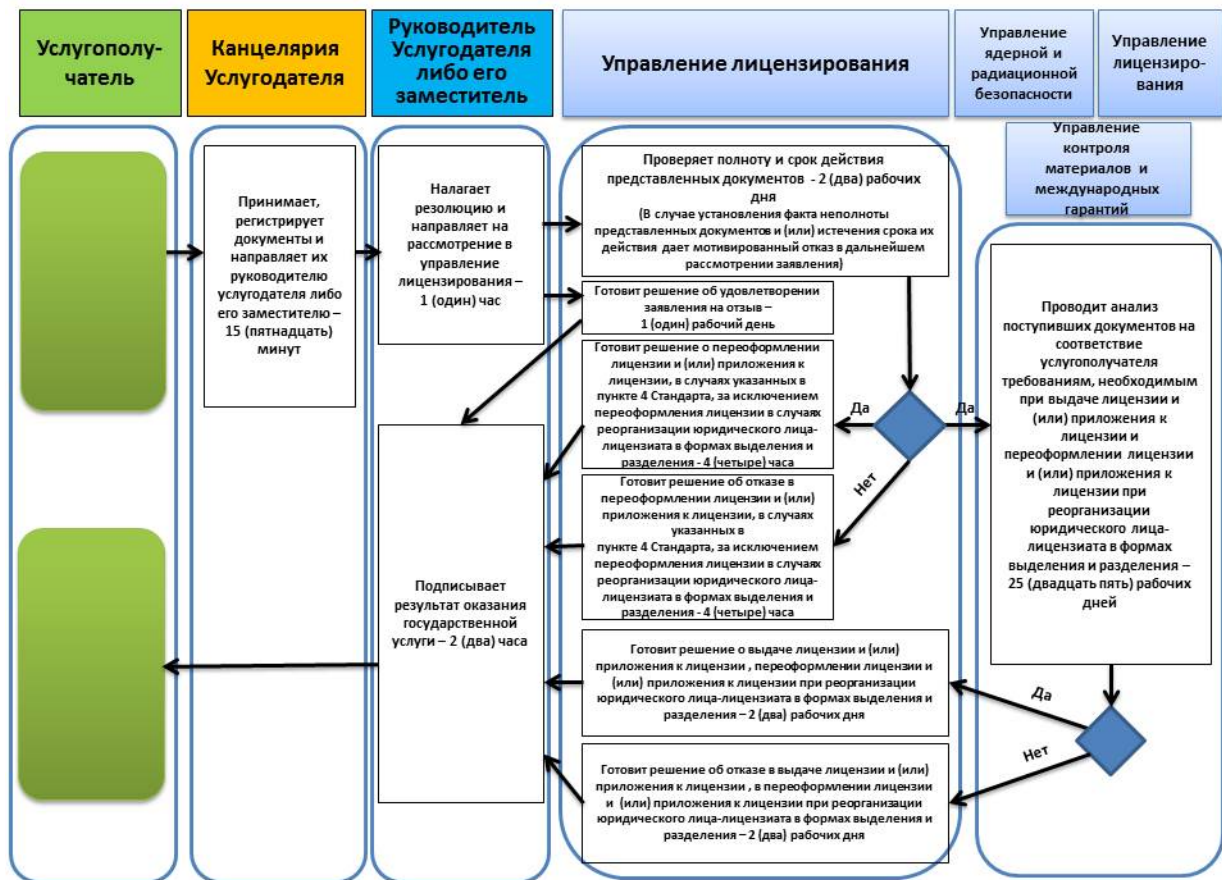 Услугополу-
чатель
Канцелярия
Услугодателя
Руководитель
Услугодателя
либо его
заместитель
Управление лицензирования
Управление
ядерной и
радиационной
безопасности
Управление
лицензиро-
вания
Управление
контроля
материалов и
международных
гарантий
Принимает,
регистрирует
документы и
направляет их
руководителю
услугодателя либо
его заместителю –
15 (пятнадцать)
минут
Налагает
резолюцию и
направляет на
рассмотрение в
управление
лицензирования –
1 (один) час
Проверяет полноту и срок действия
представленных документов - 2 (два) рабочих
дня
(В случае установления факта неполноты
представленных документов и (или) истечения срока их
действия дает мотивированный отказ в дальнейшем
рассмотрении заявления)
Готовит решение об удовлетворении
заявления на отзыв –
1 (один) рабочий день
Готовит решение о переоформлении
лицензии и (или) приложения к
лицензии, в случаях указанных в
пункте 4 Стандарта, за исключением
переоформления лицензии в случаях
реорганизации юридического лица-
лицензиата в формах выделения и
разделения - 4 (четыре) часа
Да
Да
Нет
Готовит решение об отказе в
переоформлении лицензии и (или)
приложения к лицензии, в случаях
указанных в
пункте 4 Стандарта, за исключением
переоформления лицензии в случаях
реорганизации юридического лица-
лицензиата в формах выделения и
разделения - 4 (четыре) часа
Проводит анализ
поступивших документов на
соответствие
услугополучателя
требованиям, необходимым
при выдаче лицензии и
(или) приложения к
лицензии и
переоформлении лицензии
и (или) приложения к
лицензии при
реорганизации
юридического лица-
лицензиата в формах
выделения и разделения –
25 (двадцать пять) рабочих
дней
Подписывает
результат оказания
государственной
услуги – 2 (два) часа
Готовит решение о выдаче лицензии и (или)
приложения к лицензии , переоформлении лицензии и
(или) приложения к лицензии при реорганизации
юридического лица-лицензиата в формах выделения и
разделения – 2 (два) рабочих дня
Да
Нет
Готовит решение об отказе в выдаче лицензии и (или)
приложения к лицензии , в переоформлении лицензии
и (или) приложения к лицензии при реорганизации
юридического лица-лицензиата в формах выделения и
разделения – 2 (два) рабочих дня